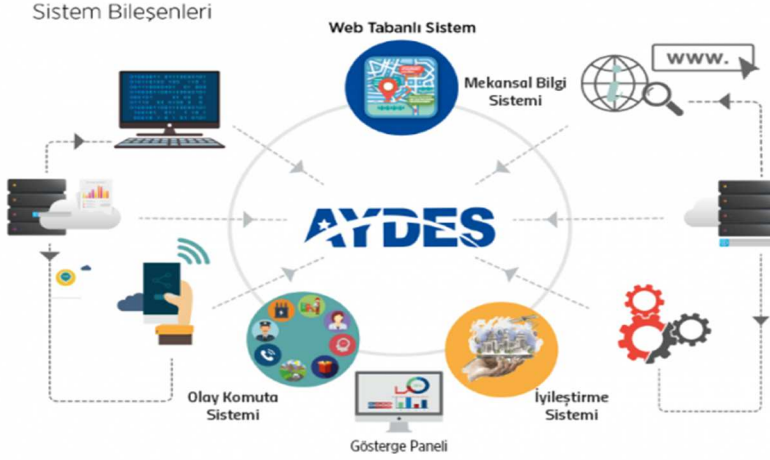 Sistem Bileşenleri
Web Tabanlı Sistem
www.
Mekansal Bilgi
Sistemi
AYDES
Olay Komuta
Sistemi
İyileştirme
Sistemi
Gösterge Paneli